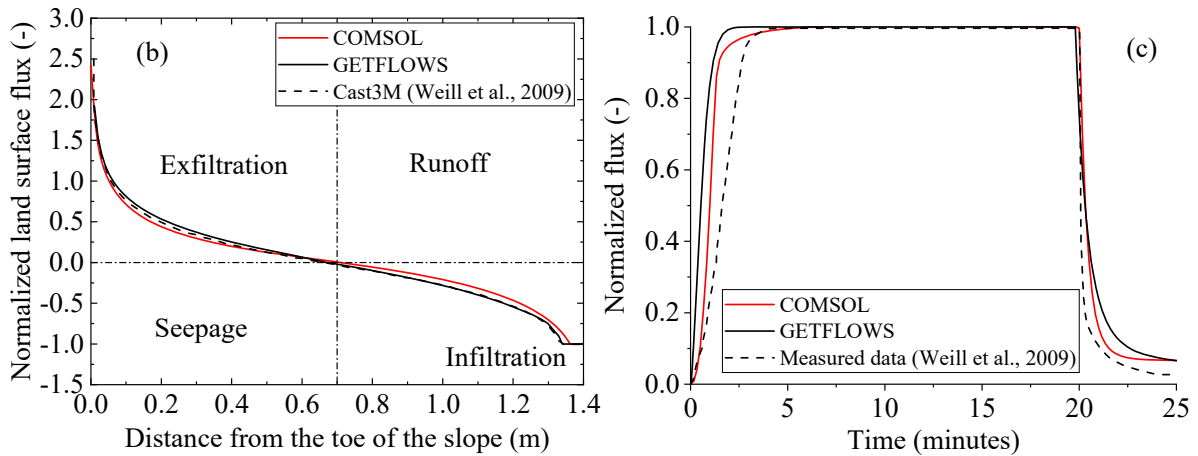 (b)
COMSOL
GETFLOWS
Cast3M (Weill et al., 2009)
Exfiltration
Runoff
Seepage
Infiltration
Normalized land surface flux (-)
3.0
2.5
2.0
1.5
1.0
0.5
0.0
-0.5
-1.0
-1.5
0.0 0.2 0.4 0.6 0.8 1.0 1.2 1.4
Distance from the toe of the slope (m)
(c)
COMSOL
GETFLOWS
Measured data (Weill et al., 2009)
Normalized flux (-)
1.0
0.8
0.6
0.4
0.2
0.0
0 5 10 15 20 25
Time (minutes)